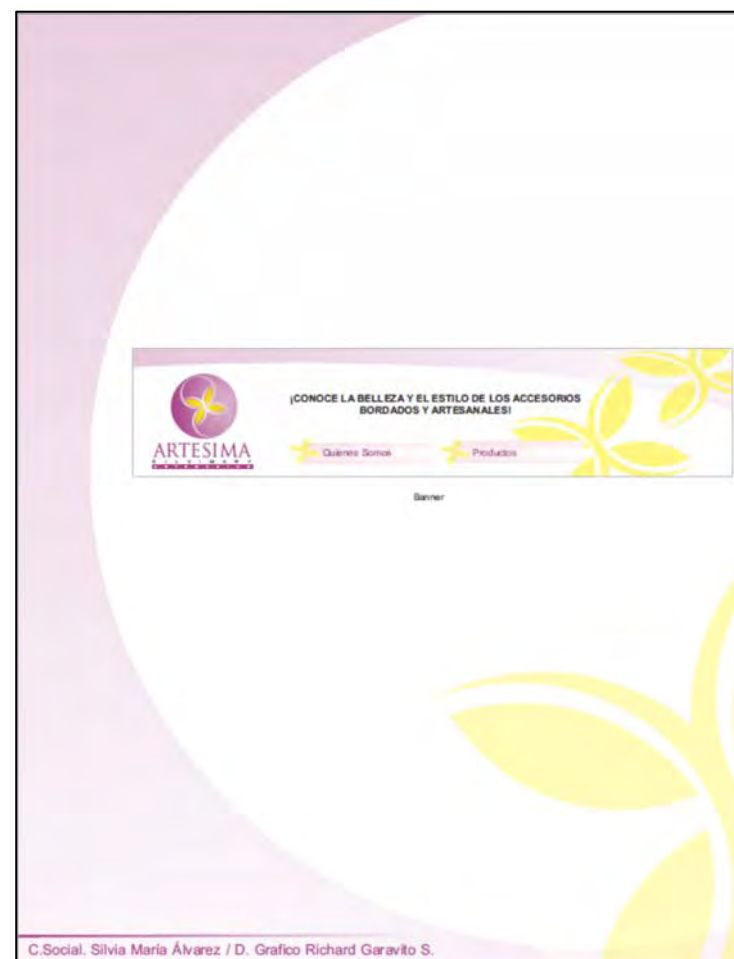 ¡CONOCE LA BELLEZA Y EL ESTILO DE LOS ACCESORIOS
BORDADOS Y ARTESANALES!
ARTESIMA
Quienes Somos
Productos
Banner
C.Social. Silvia María Álvarez / D. Grafico Richard Garavito S.